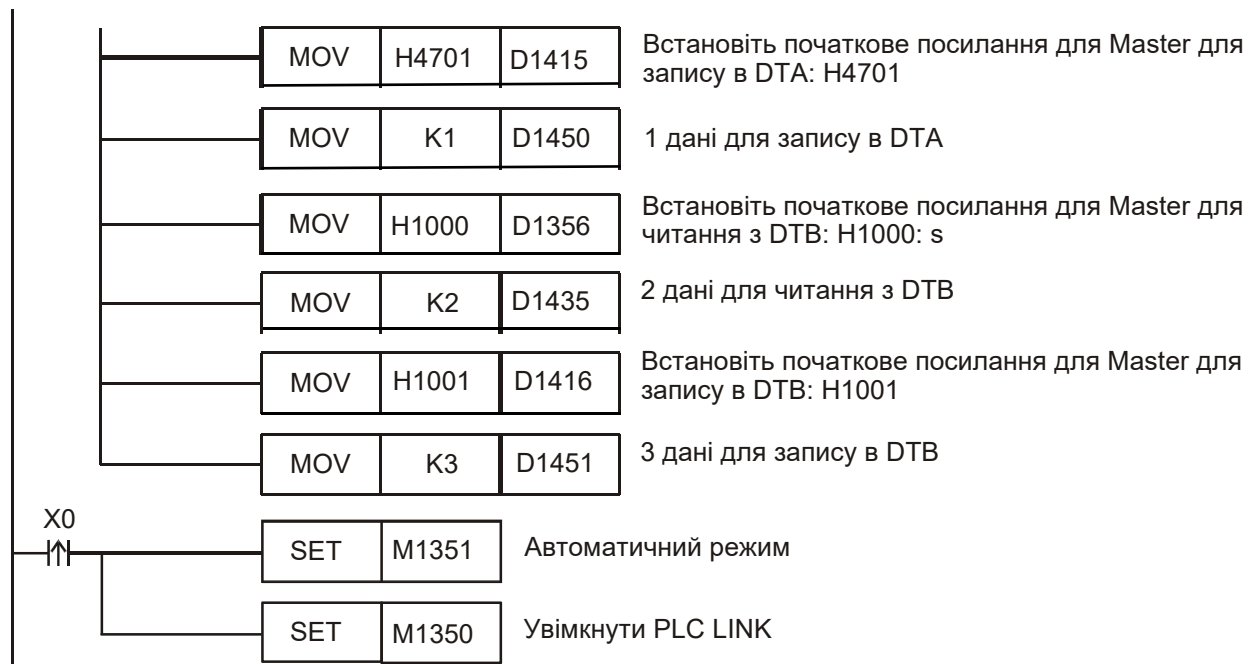 MOV H4701 D1415 Встановіть початкове посилання для Master для
запису в DTA: H4701
MOV K1 D1450 1 дані для запису в DTA
MOV H1000 D1356 Встановіть початкове посилання для Master для
читання з DTB: H1000: s
MOV K2 D1435 2 дані для читання з DTB
MOV H1001 D1416 Встановіть початкове посилання для Master для
запису в DTB: H1001
MOV K3 D1451 3 дані для запису в DTB
X0
SET M1351 Автоматичний режим
SET M1350 Увімкнути PLC LINK